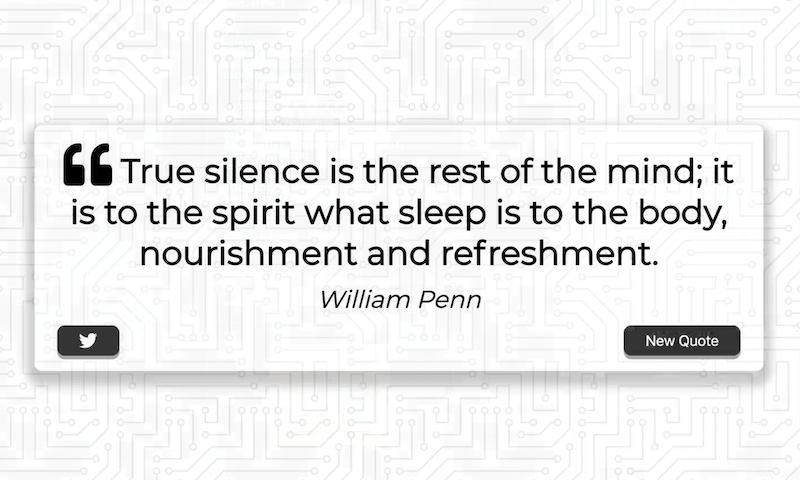 “ True silence is the rest of the mind; it
is to the spirit what sleep is to the body,
nourishment and refreshment.
William Penn
New Quote